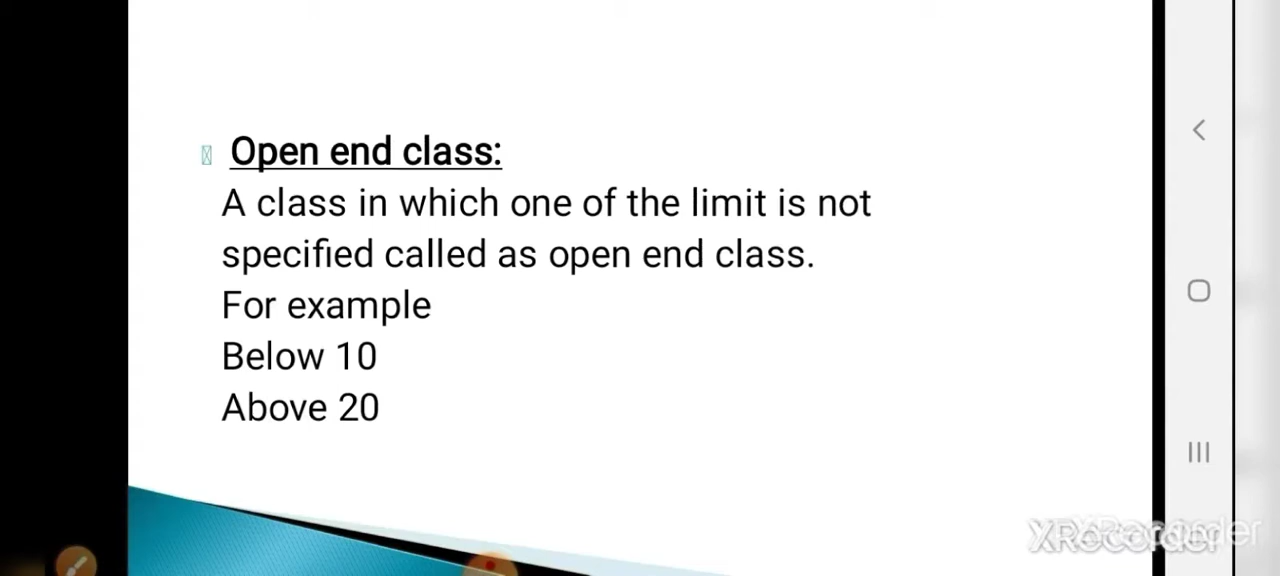 Open end class:
A class in which one of the limit is not
specified called as open end class.
For example
Below 10
Above 20
XRecorder